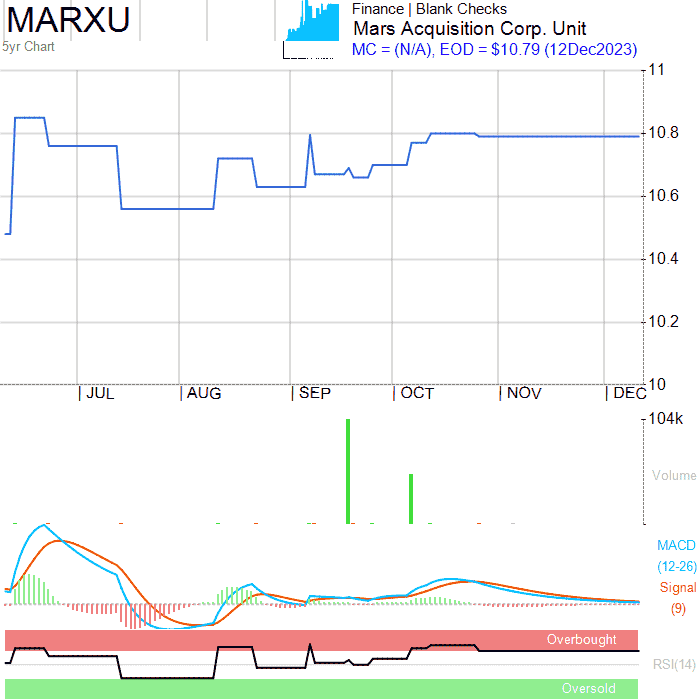 MARXU
5yr Chart
Finance | Blank Checks
Mars Acquisition Corp. Unit
MC = (N/A), EOD = $10.79 (12Dec2023)
11
10.8
10.6
10.4
10.2
10
| JUL | AUG | SEP | OCT | NOV | DEC
104k
Volume
MACD
(12-26)
Signal
(9)
Overbought
RSI(14)
Oversold